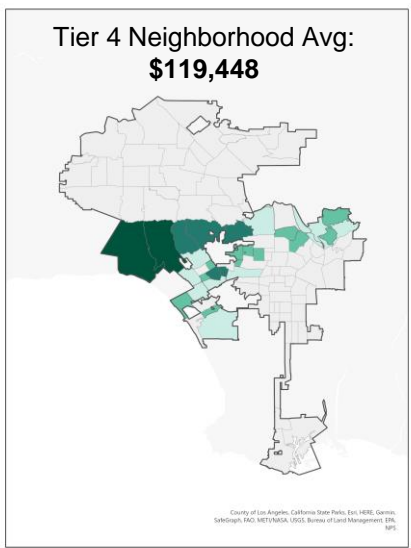 Tier 4 Neighborhood Avg:
$119,448
County of Los Angeles, California State Parks, Esri, HERE, Garmin,
SafeGraph, FAO, METI/NASA, USGS, Bureau of Land Management, EPA,
NPS